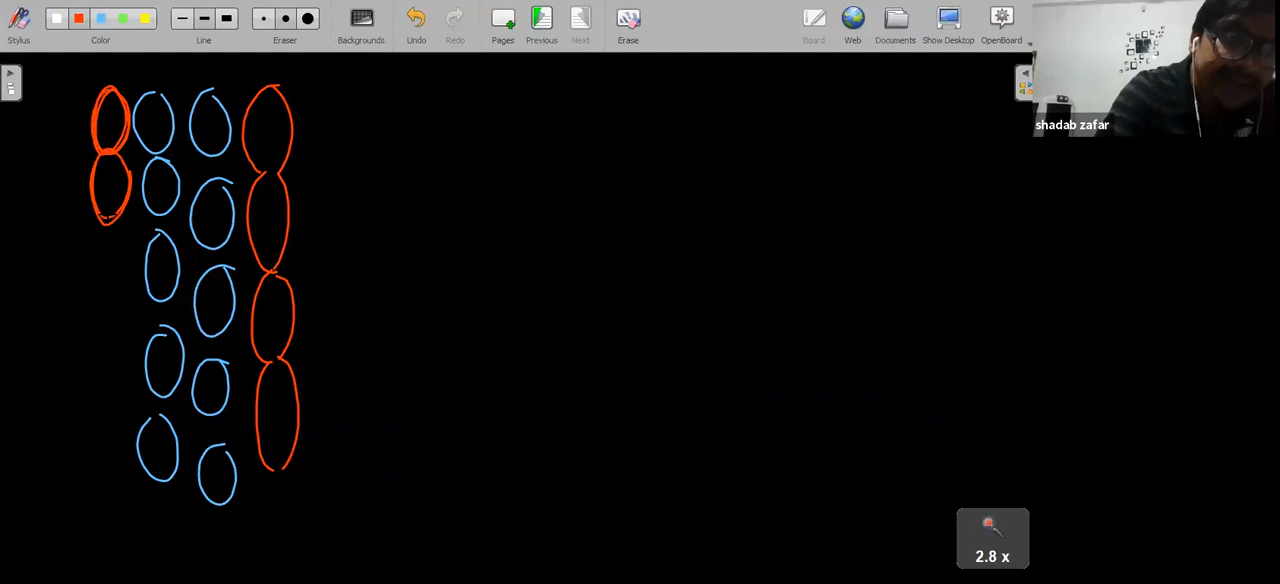 Stylus
Color
Line
Eraser
Backgrounds
Undo
Redo
Pages
Previous
Next
Erase
Board
Web
Documents
Show Desktop
OpenBoard
shadab zafar
2.8 x